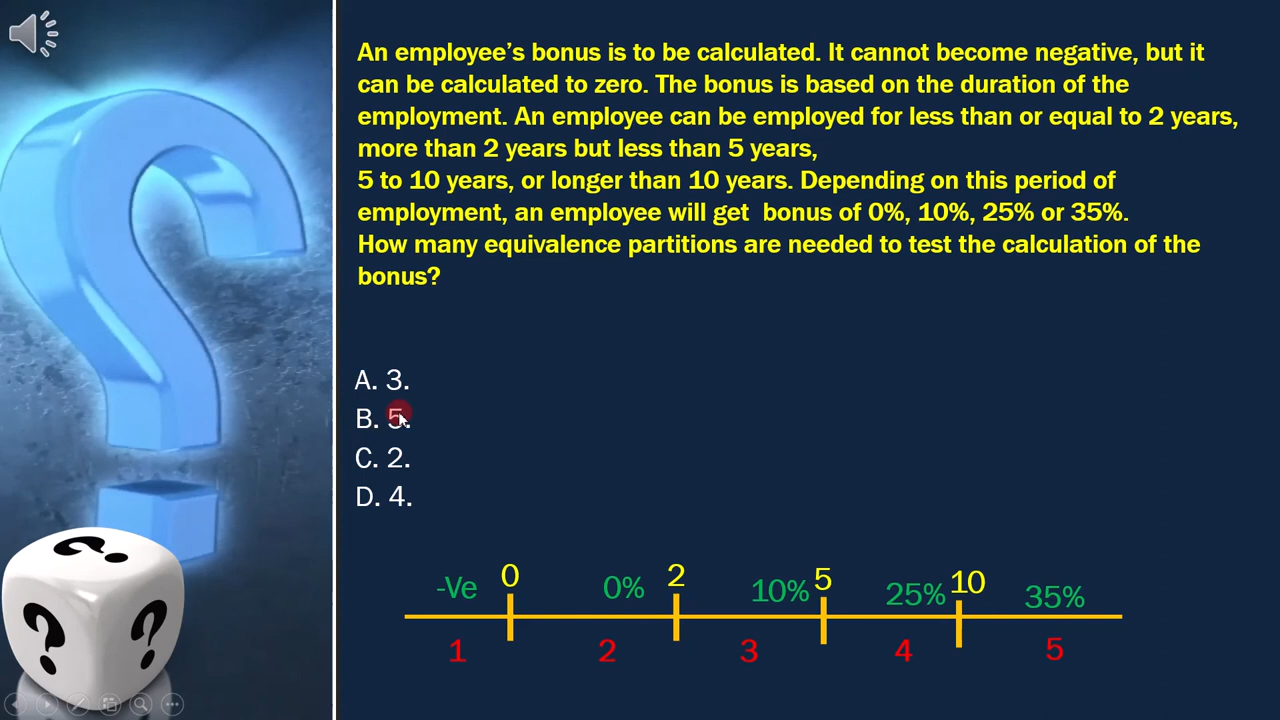 An employee’s bonus is to be calculated. It cannot become negative, but it
can be calculated to zero. The bonus is based on the duration of the
employment. An employee can be employed for less than or equal to 2 years,
more than 2 years but less than 5 years,
5 to 10 years, or longer than 10 years. Depending on this period of
employment, an employee will get  bonus of 0%, 10%, 25% or 35%.
How many equivalence partitions are needed to test the calculation of the
bonus?
A. 3.
B. 5.
C. 2.
D. 4.
-Ve 0 0% 2 10% 5 25% 10 35%
1 2 3 4 5
? ? ?